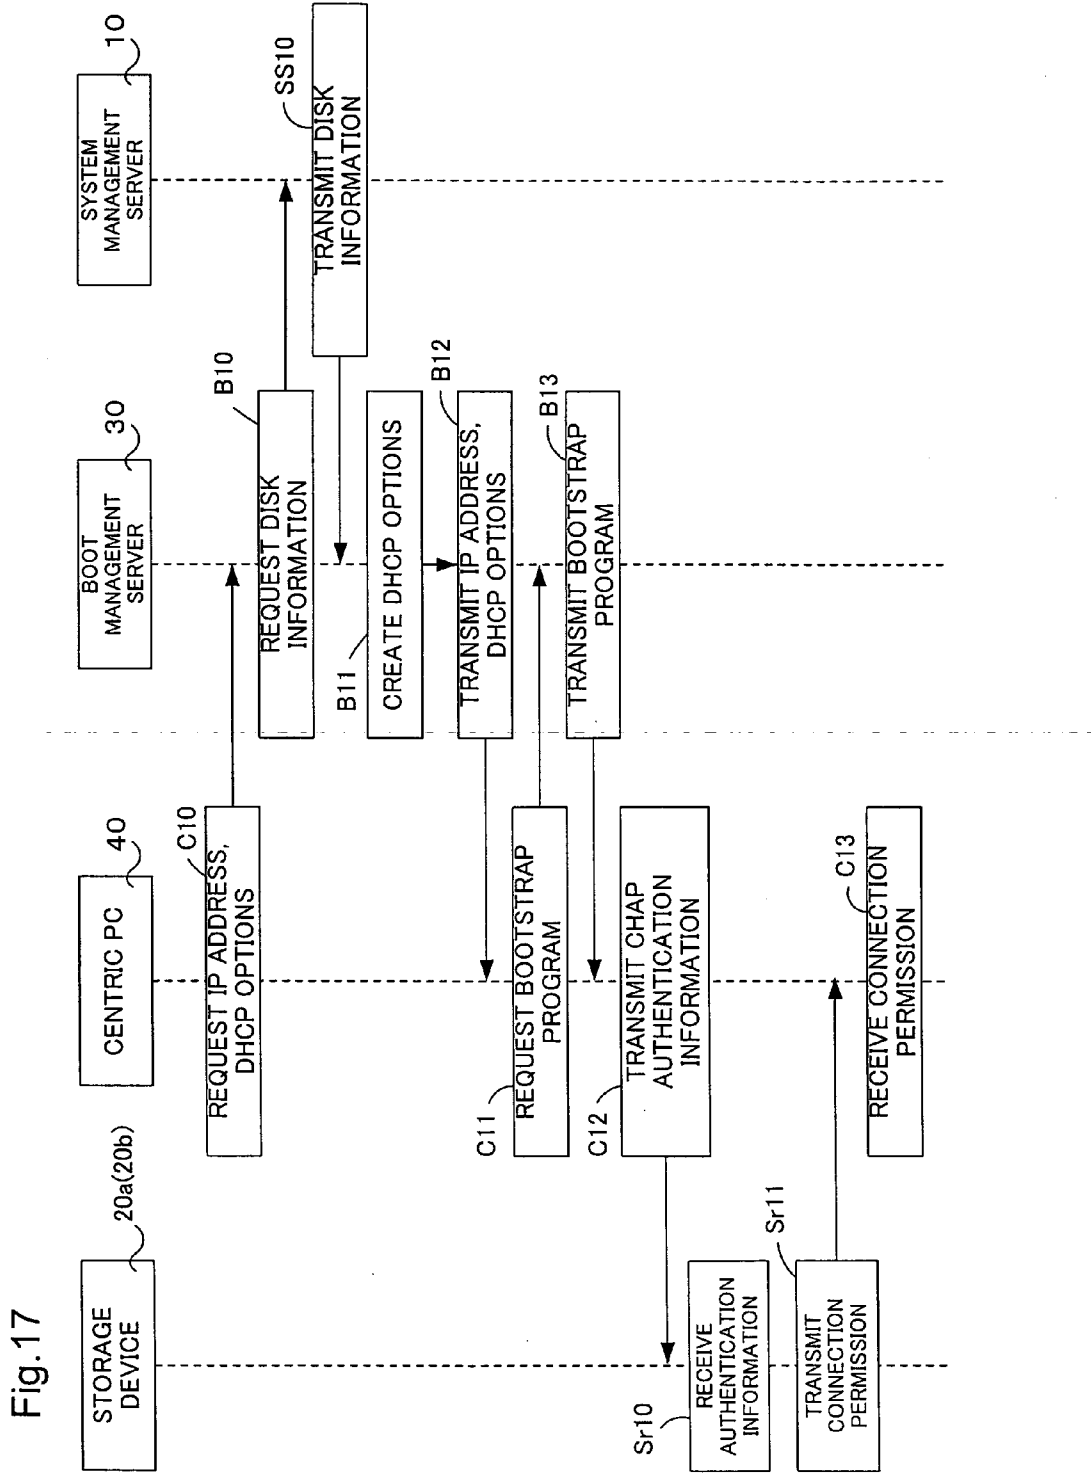 Fig.17
STORAGE
DEVICE
20a(20b)
CENTRIC PC
40
BOOT
MANAGEMENT
SERVER
30
SYSTEM
MANAGEMENT
SERVER
10
C10
REQUEST IP ADDRESS,
DHCP OPTIONS
B10
REQUEST DISK
INFORMATION
SS10
TRANSMIT DISK
INFORMATION
B11
CREATE DHCP OPTIONS
B12
TRANSMIT IP ADDRESS,
DHCP OPTIONS
C11
REQUEST BOOTSTRAP
PROGRAM
B13
TRANSMIT BOOTSTRAP
PROGRAM
C12
TRANSMIT CHAP
AUTHENTICATION
INFORMATION
Sr10
RECEIVE
AUTHENTICATION
INFORMATION
Sr11
TRANSMIT
CONNECTION
PERMISSION
C13
RECEIVE CONNECTION
PERMISSION